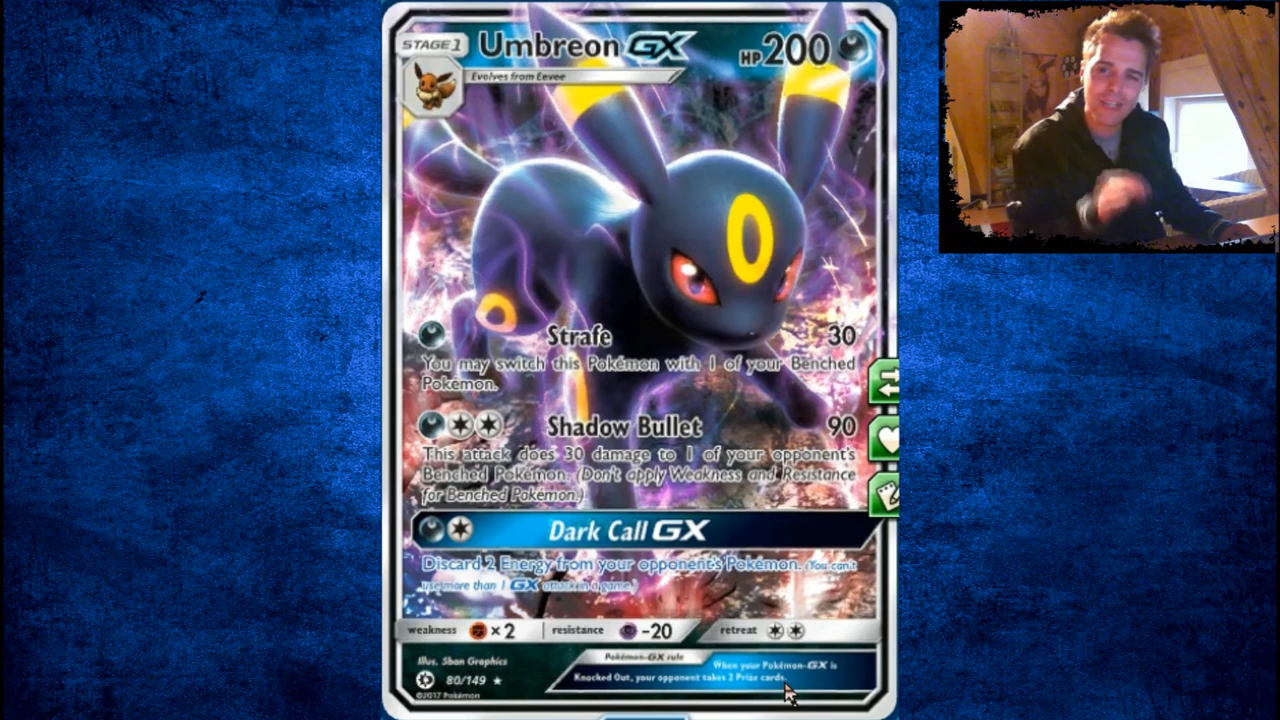 STAGE 1 Umbreon GX HP 200
Evolves from Eevee
Strafe 30
You may switch this Pokémon with 1 of your Benched
Pokémon.
Shadow Bullet 90
This attack does 30 damage to 1 of your opponent's
Benched Pokémon. (Don't apply Weakness and Resistance
for Benched Pokémon.)
Dark Call GX
Discard 2 Energy from your opponent's Pokémon. (You can't
use more than 1 GX attack in a game.)
weakness ×2 resistance -20 retreat
Illus. 5ban Graphics
80/149 ★
©2017 Pokémon
Pokémon-GX rule
When your Pokémon-GX is
Knocked Out, your opponent takes 2 Prize cards.